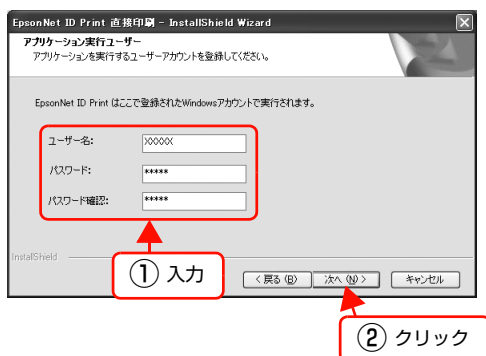 EpsonNet ID Print 直接印刷 - InstallShield Wizard
アプリケーション実行ユーザー
アプリケーションを実行するユーザーアカウントを登録してください。
EpsonNet ID Print はここで登録されたWindowsアカウントで実行されます。
ユーザー名: XXXXX
パスワード: *****
パスワード確認: *****
InstallShield
① 入力
< 戻る (B) 次へ (N) > キャンセル
② クリック